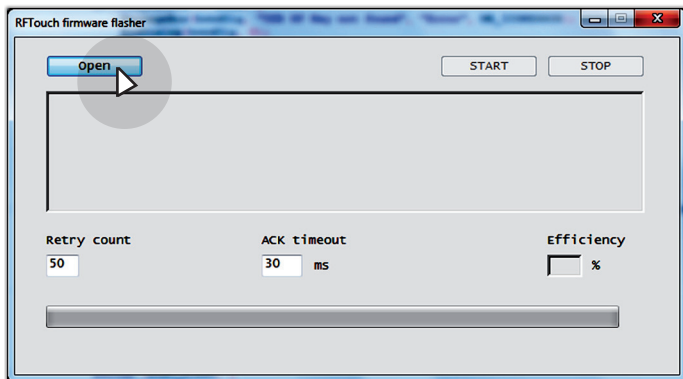 RFTouch firmware flasher
Open START STOP
Retry count ACK timeout Efficiency
50 30 ms %